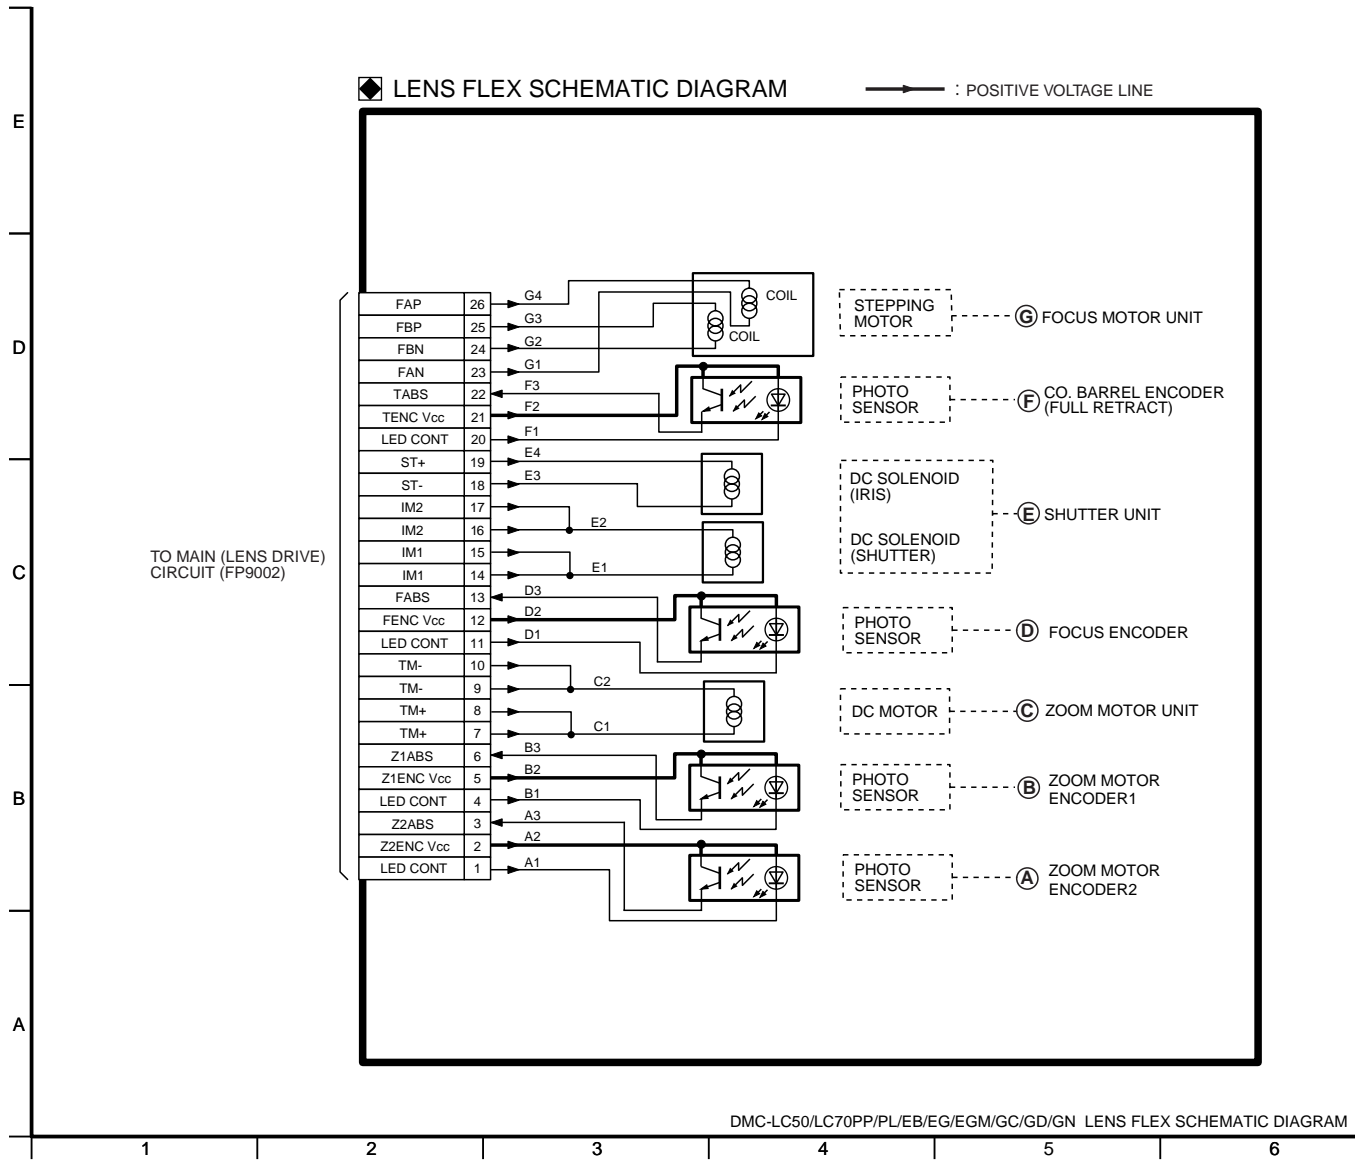 LENS FLEX SCHEMATIC DIAGRAM
: POSITIVE VOLTAGE LINE
E
D
C
B
A
TO MAIN (LENS DRIVE)
CIRCUIT (FP9002)
FAP 26 G4
FBP 25 G3
FBN 24 G2
FAN 23 G1
TABS 22 F3
TENC Vcc 21 F2
LED CONT 20 F1
ST+ 19 E4
ST- 18 E3
IM2 17
IM2 16 E2
IM1 15
IM1 14 E1
FABS 13 D3
FENC Vcc 12 D2
LED CONT 11 D1
TM- 10
TM- 9 C2
TM+ 8
TM+ 7 C1
Z1ABS 6 B3
Z1ENC Vcc 5 B2
LED CONT 4 B1
Z2ABS 3 A3
Z2ENC Vcc 2 A2
LED CONT 1 A1
COIL
COIL
STEPPING
MOTOR
G FOCUS MOTOR UNIT
PHOTO
SENSOR
F CO. BARREL ENCODER
(FULL RETRACT)
DC SOLENOID
(IRIS)
DC SOLENOID
(SHUTTER)
E SHUTTER UNIT
PHOTO
SENSOR
D FOCUS ENCODER
DC MOTOR
C ZOOM MOTOR UNIT
PHOTO
SENSOR
B ZOOM MOTOR
ENCODER1
PHOTO
SENSOR
A ZOOM MOTOR
ENCODER2
DMC-LC50/LC70PP/PL/EB/EG/EGM/GC/GD/GN LENS FLEX SCHEMATIC DIAGRAM
1 2 3 4 5 6